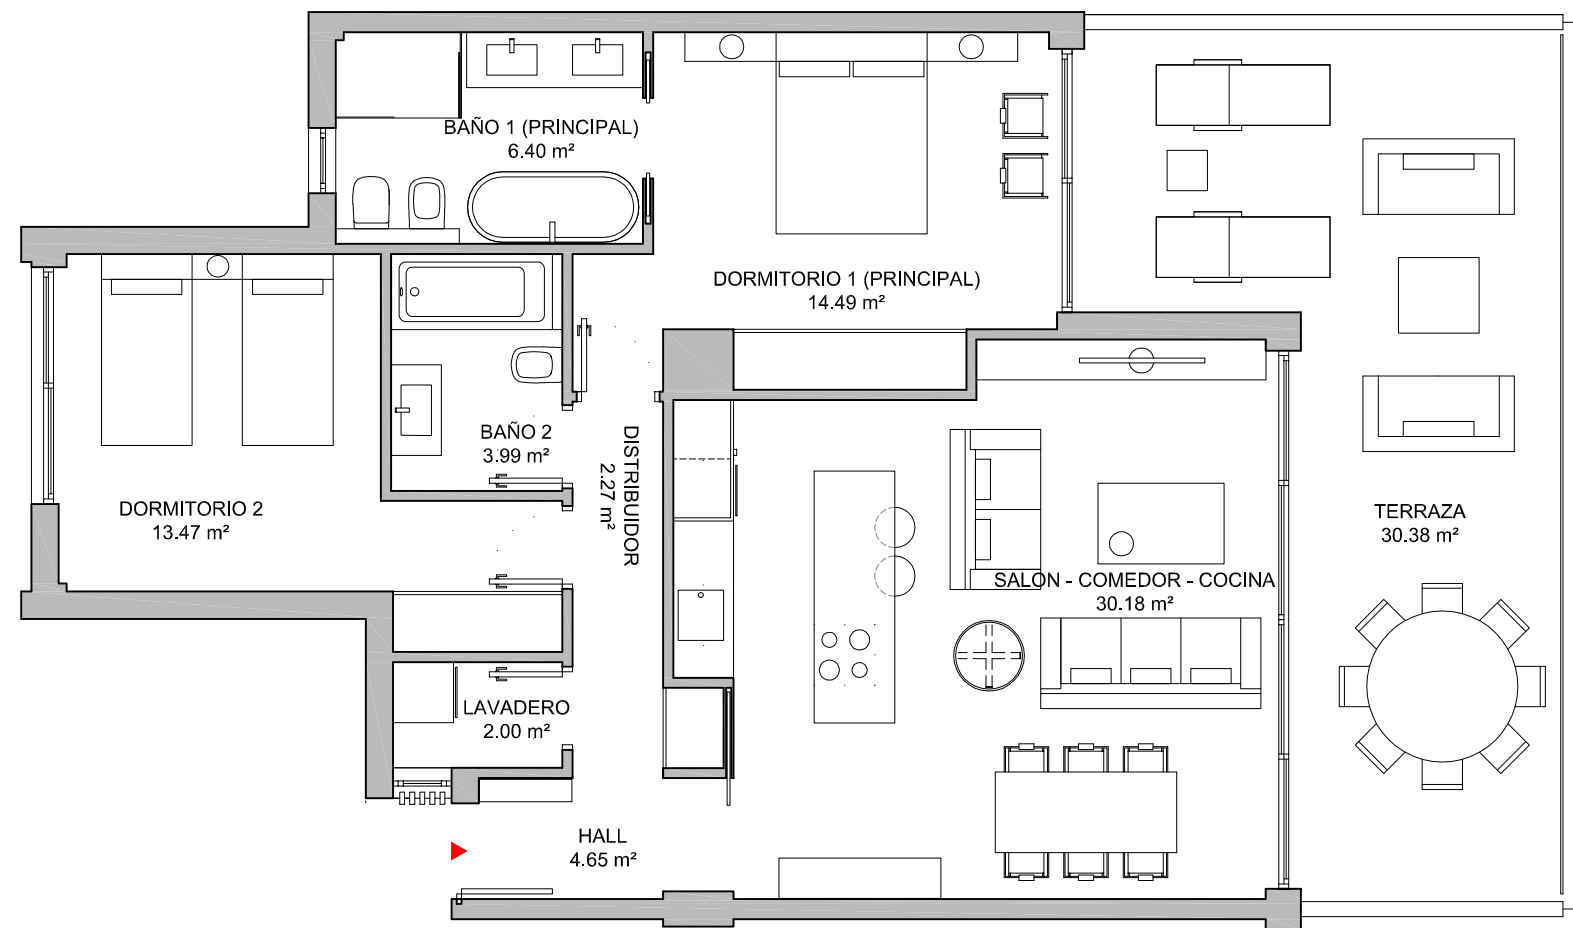 BAÑO 1 (PRINCIPAL)
6.40 m²
DORMITORIO 1 (PRINCIPAL)
14.49 m²
BAÑO 2
3.99 m²
DISTRIBUIDOR
2.27 m²
DORMITORIO 2
13.47 m²
TERRAZA
30.38 m²
SALON - COMEDOR - COCINA
30.18 m²
LAVADERO
2.00 m²
HALL
4.65 m²